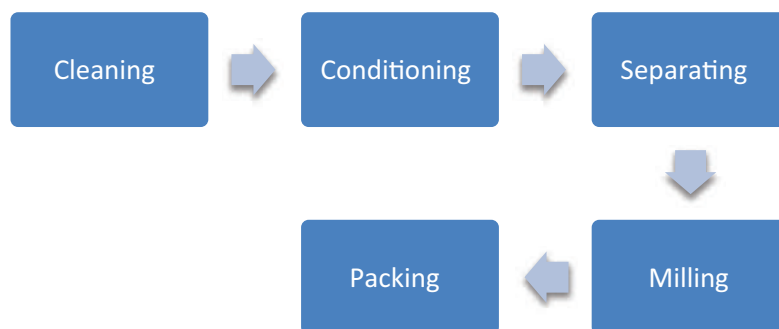 Cleaning
Conditioning
Separating
Milling
Packing